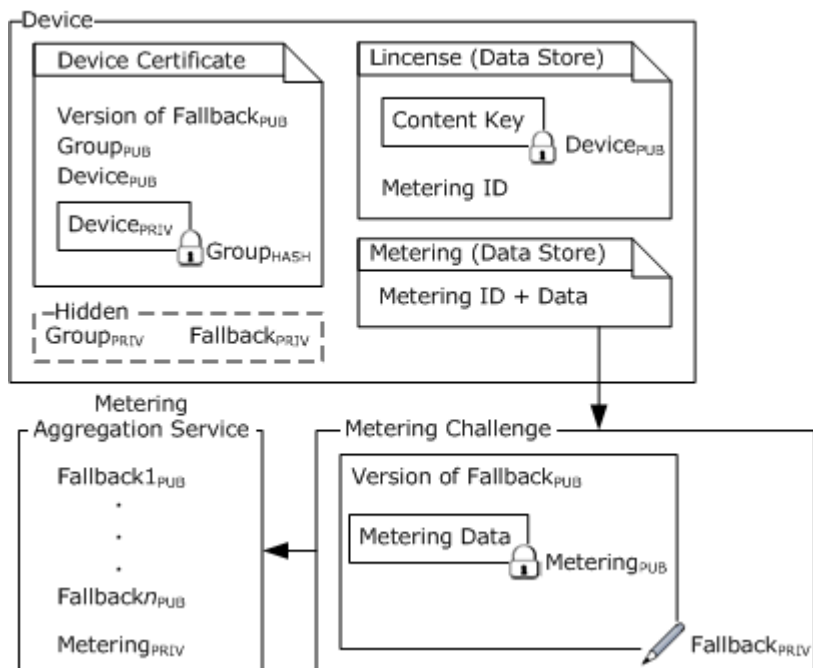 Device
Device Certificate
Version of FallbackPUB
GroupPUB
DevicePUB
DevicePRIV
GroupHASH
Hidden
GroupPRIV FallbackPRIV
Lincense (Data Store)
Content Key
DevicePUB
Metering ID
Metering (Data Store)
Metering ID + Data
Metering
Aggregation Service
Fallback1PUB
.
.
.
FallbacknPUB
MeteringPRIV
Metering Challenge
Version of FallbackPUB
Metering Data
MeteringPUB
FallbackPRIV